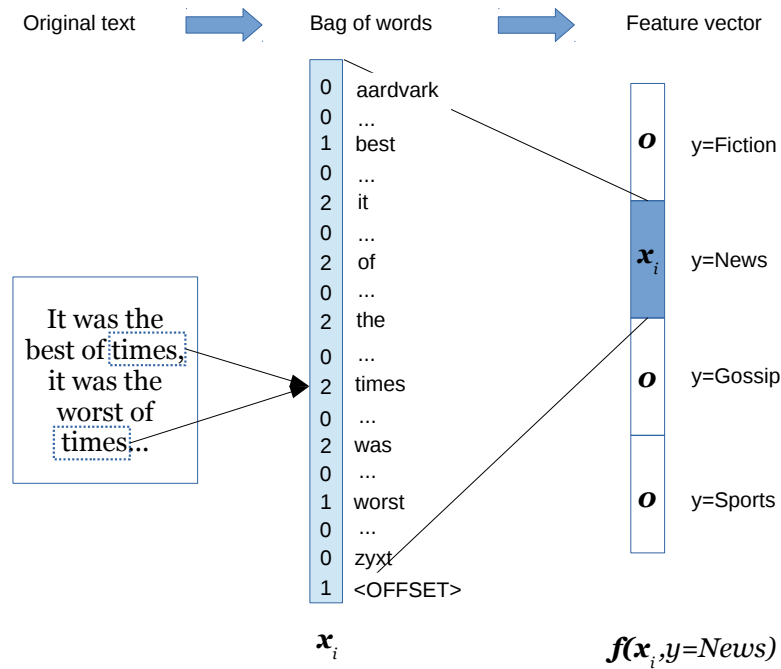 Original text
Bag of words
Feature vector
It was the
best of times,
it was the
worst of
times...
0 aardvark
0 ...
1 best
0 ...
2 it
0 ...
2 of
0 ...
2 the
0 ...
2 times
0 ...
2 was
0 ...
1 worst
0 ...
0 zyxt
1 <OFFSET>
x_i
o y=Fiction
x_i y=News
o y=Gossip
o y=Sports
f(x_i,y=News)